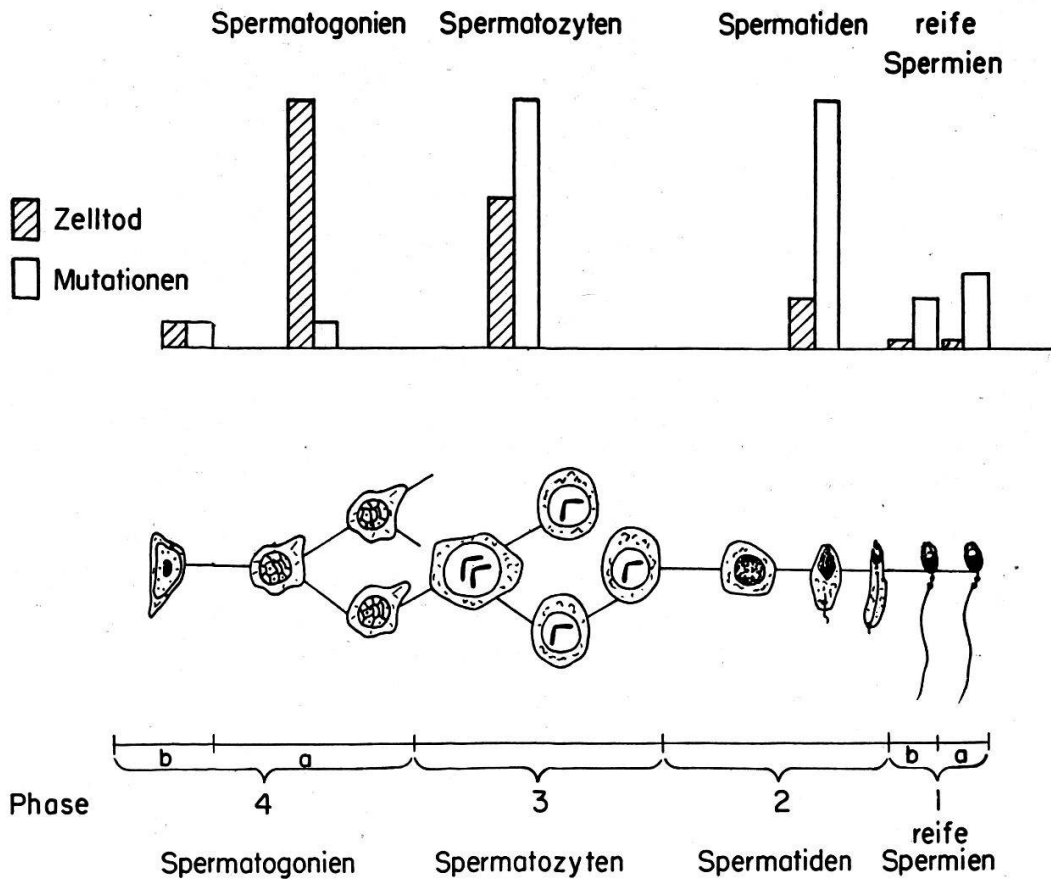 Spermatogonien Spermatozyten Spermatiden reife
Spermien
Zelltod
Mutationen
b a b a
Phase 4 3 2 1
reife
Spermatogonien Spermatozyten Spermatiden Spermien